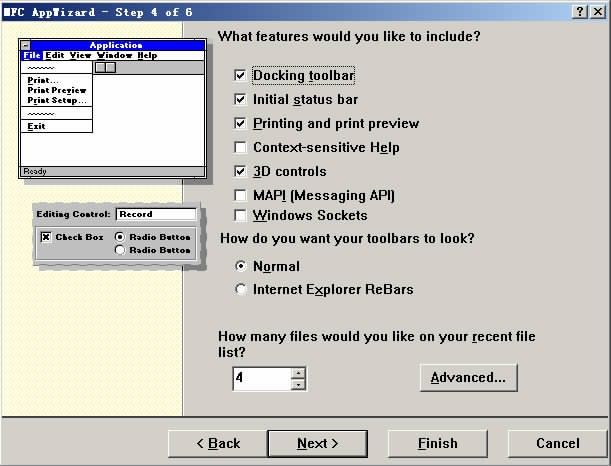 MFC AppWizard - Step 4 of 6
Application
File Edit View Window Help
Print...
Print Preview
Print Setup...
Exit
Ready
Editing Control: Record
Check Box
Radio Button
Radio Button
What features would you like to include?
Docking toolbar
Initial status bar
Printing and print preview
Context-sensitive Help
3D controls
MAPI (Messaging API)
Windows Sockets
How do you want your toolbars to look?
Normal
Internet Explorer ReBars
How many files would you like on your recent file
list?
4
Advanced...
< Back
Next >
Finish
Cancel